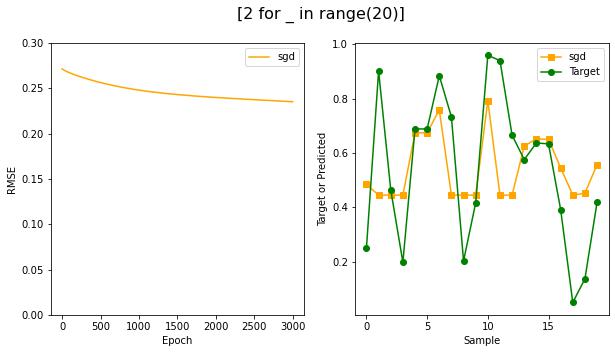 [2 for _ in range(20)]
0.30
0.25
0.20
0.15
0.10
0.05
0.00
RMSE
0
500
1000
1500
2000
2500
3000
Epoch
sgd
1.0
0.8
0.6
0.4
0.2
Target or Predicted
0
5
10
15
Sample
sgd
Target